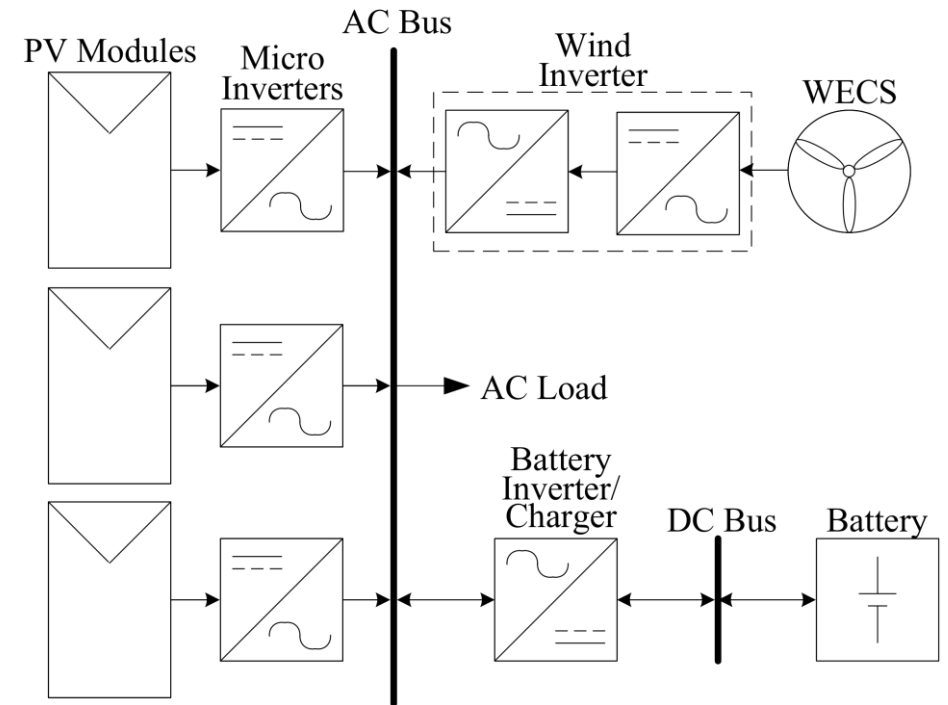 AC Bus
PV Modules
Micro
Inverters
Wind
Inverter
WECS
AC Load
Battery
Inverter/
Charger
DC Bus
Battery